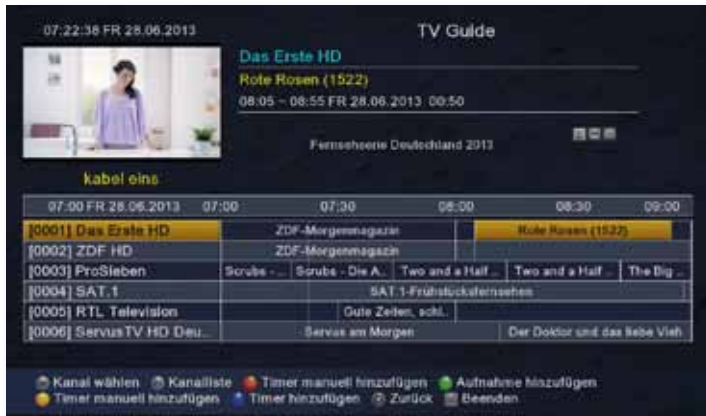 07:22:38 FR 28.06.2013
TV Guide
Das Erste HD
Rote Rosen (1522)
08:05 ~ 08:55 FR 28.06.2013 00:50
Fernsehserie Deutschland 2013
kabel eins
07:00 FR 28.06.2013 07:00 07:30 08:00 08:30 09:00
[0001] Das Erste HD ZDF-Morgenmagazin Rote Rosen (1522)
[0002] ZDF HD ZDF-Morgenmagazin
[0003] ProSieben Scrubs - ... Scrubs - Die A.. Two and a Half ... Two and a Half ... The Big ...
[0004] SAT.1 SAT.1-Frühstücksfernsehen
[0005] RTL Television Gute Zeiten, schl..
[0006] ServusTV HD Deu... Servus am Morgen Der Doktor und das liebe Vieh
Kanal wählen Kanalliste Timer manuell hinzufügen Aufnahme hinzufügen
Timer manuell hinzufügen Timer hinzufügen Zurück Beenden